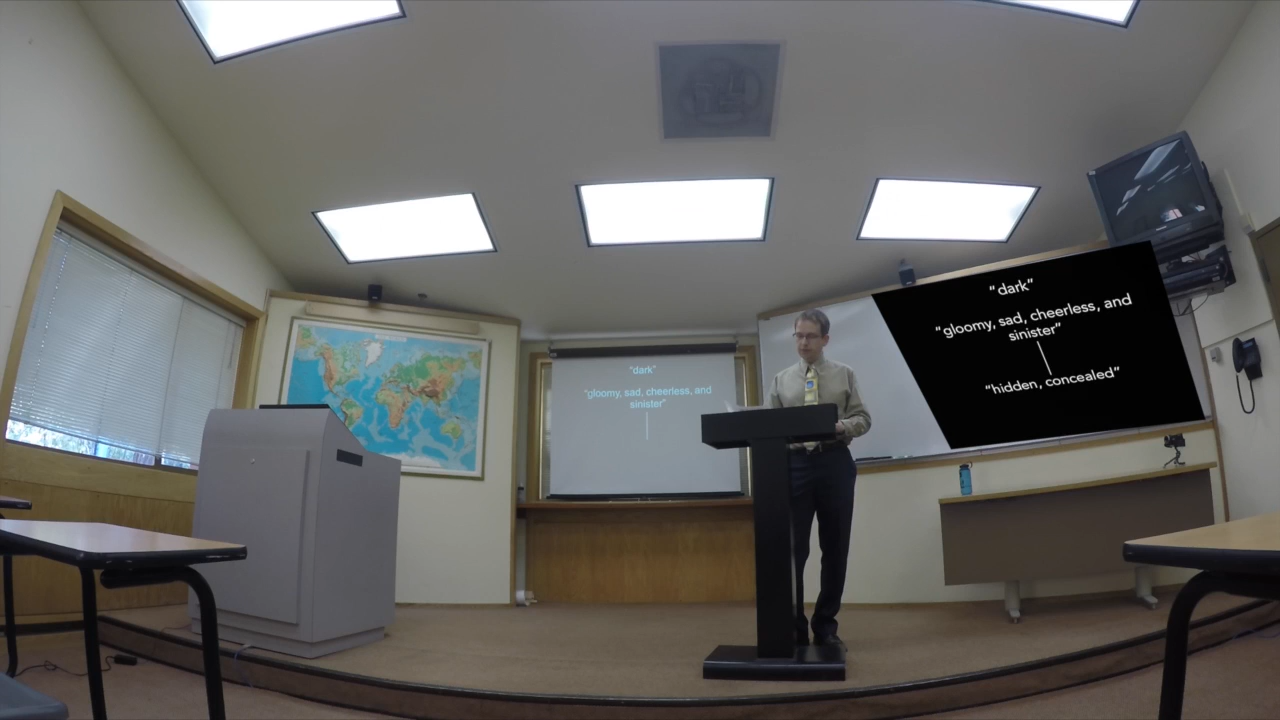 "dark"
"gloomy, sad, cheerless, and
sinister"
"dark"
"gloomy, sad, cheerless, and
sinister"
"hidden, concealed"